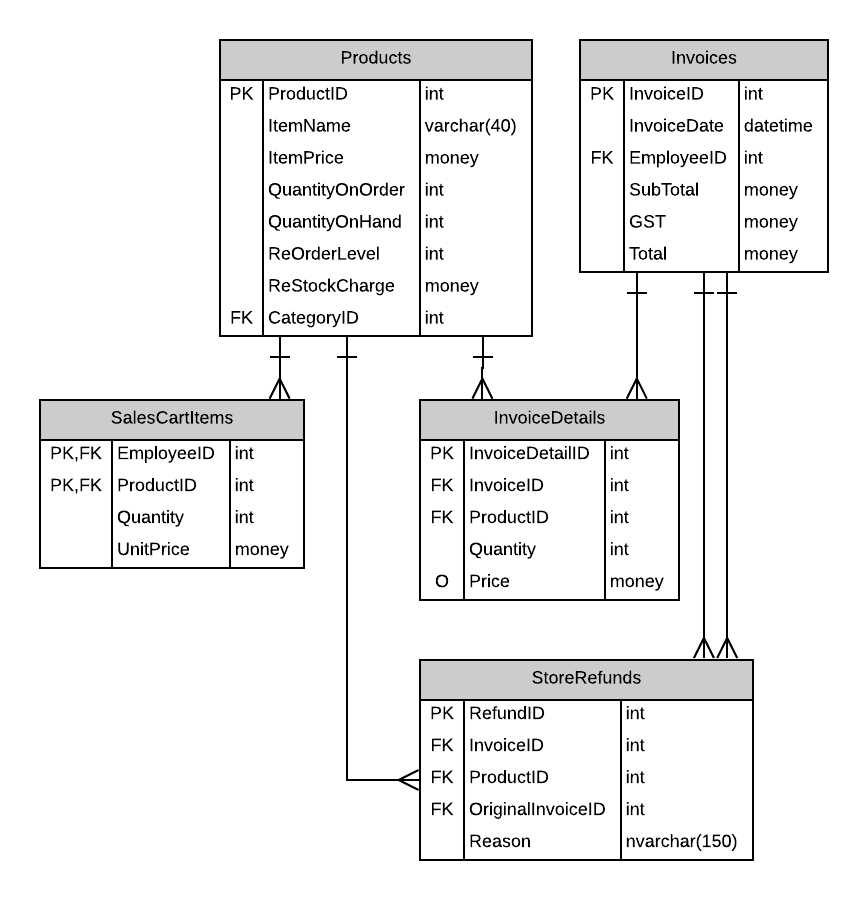 Products
PK ProductID int
ItemName varchar(40)
ItemPrice money
QuantityOnOrder int
QuantityOnHand int
ReOrderLevel int
ReStockCharge money
FK CategoryID int
Invoices
PK InvoiceID int
InvoiceDate datetime
FK EmployeeID int
SubTotal money
GST money
Total money
SalesCartItems
PK,FK EmployeeID int
PK,FK ProductID int
Quantity int
UnitPrice money
InvoiceDetails
PK InvoiceDetailID int
FK InvoiceID int
FK ProductID int
Quantity int
O Price money
StoreRefunds
PK RefundID int
FK InvoiceID int
FK ProductID int
FK OriginalInvoiceID int
Reason nvarchar(150)